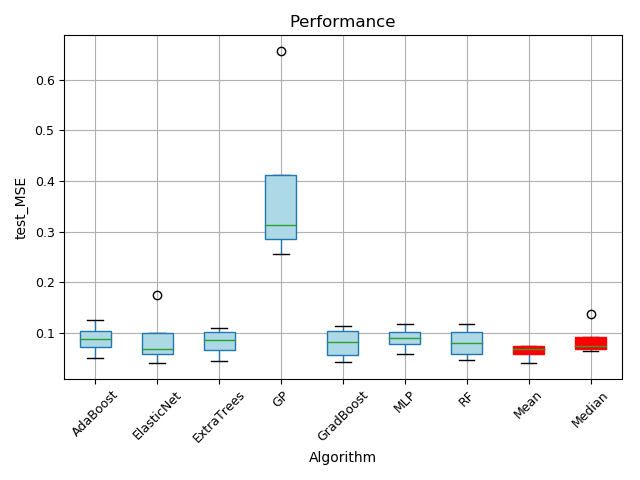 Performance
test_MSE
0.6
0.5
0.4
0.3
0.2
0.1
AdaBoost
ElasticNet
ExtraTrees
GP
GradBoost
MLP
RF
Mean
Median
Algorithm